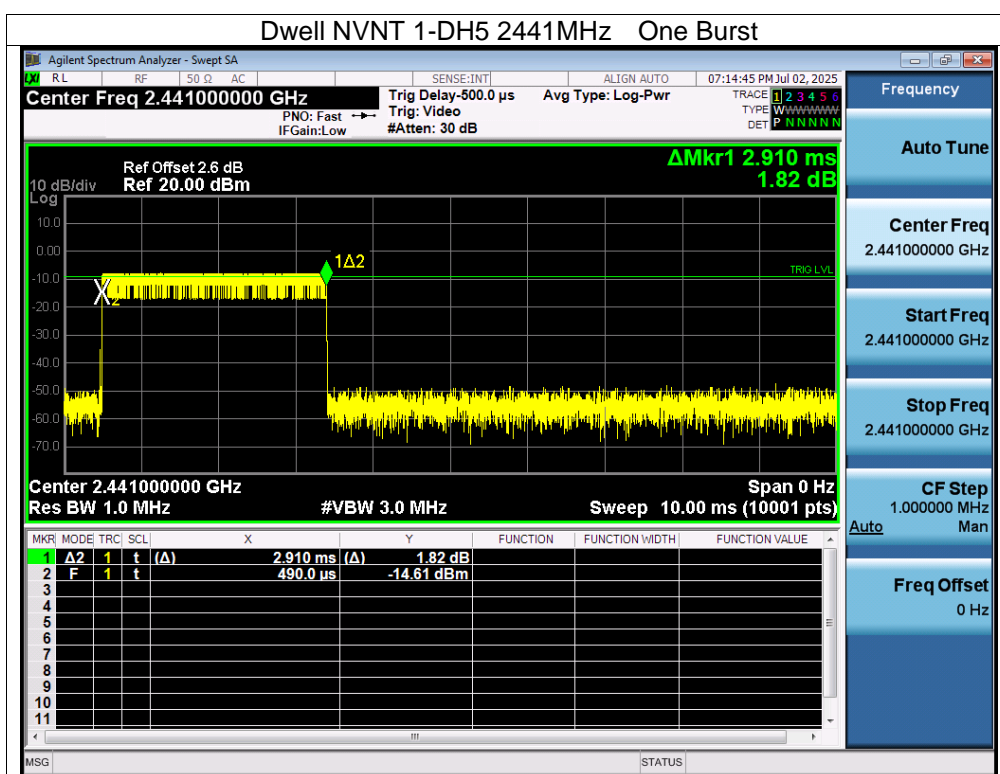 Dwell NVNT 1-DH5 2441MHz One Burst
Agilent Spectrum Analyzer - Swept SA
LXI RL RF 50 Ω AC SENSE:INT ALIGN AUTO 07:14:45 PM Jul 02, 2025
Center Freq 2.441000000 GHz
PNO: Fast
IFGain:Low
Trig Delay-500.0 µs
Trig: Video
#Atten: 30 dB
Avg Type: Log-Pwr
TRACE 1 2 3 4 5 6
TYPE WWWWWW
DET P N N N N N
Ref Offset 2.6 dB
Ref 20.00 dBm
10 dB/div
Log
ΔMkr1 2.910 ms
1.82 dB
10.0
0.00
-10.0
-20.0
-30.0
-40.0
-50.0
-60.0
-70.0
1Δ2
2
TRIG LVL
Center 2.441000000 GHz Span 0 Hz
Res BW 1.0 MHz #VBW 3.0 MHz Sweep 10.00 ms (10001 pts)
MKR MODE TRC SCL X Y FUNCTION FUNCTION WIDTH FUNCTION VALUE
1 Δ2 1 t (Δ) 2.910 ms (Δ) 1.82 dB
2 F 1 t 490.0 µs -14.61 dBm
3
4
5
6
7
8
9
10
11
MSG STATUS
Frequency
Auto Tune
Center Freq
2.441000000 GHz
Start Freq
2.441000000 GHz
Stop Freq
2.441000000 GHz
CF Step
1.000000 MHz
Auto Man
Freq Offset
0 Hz